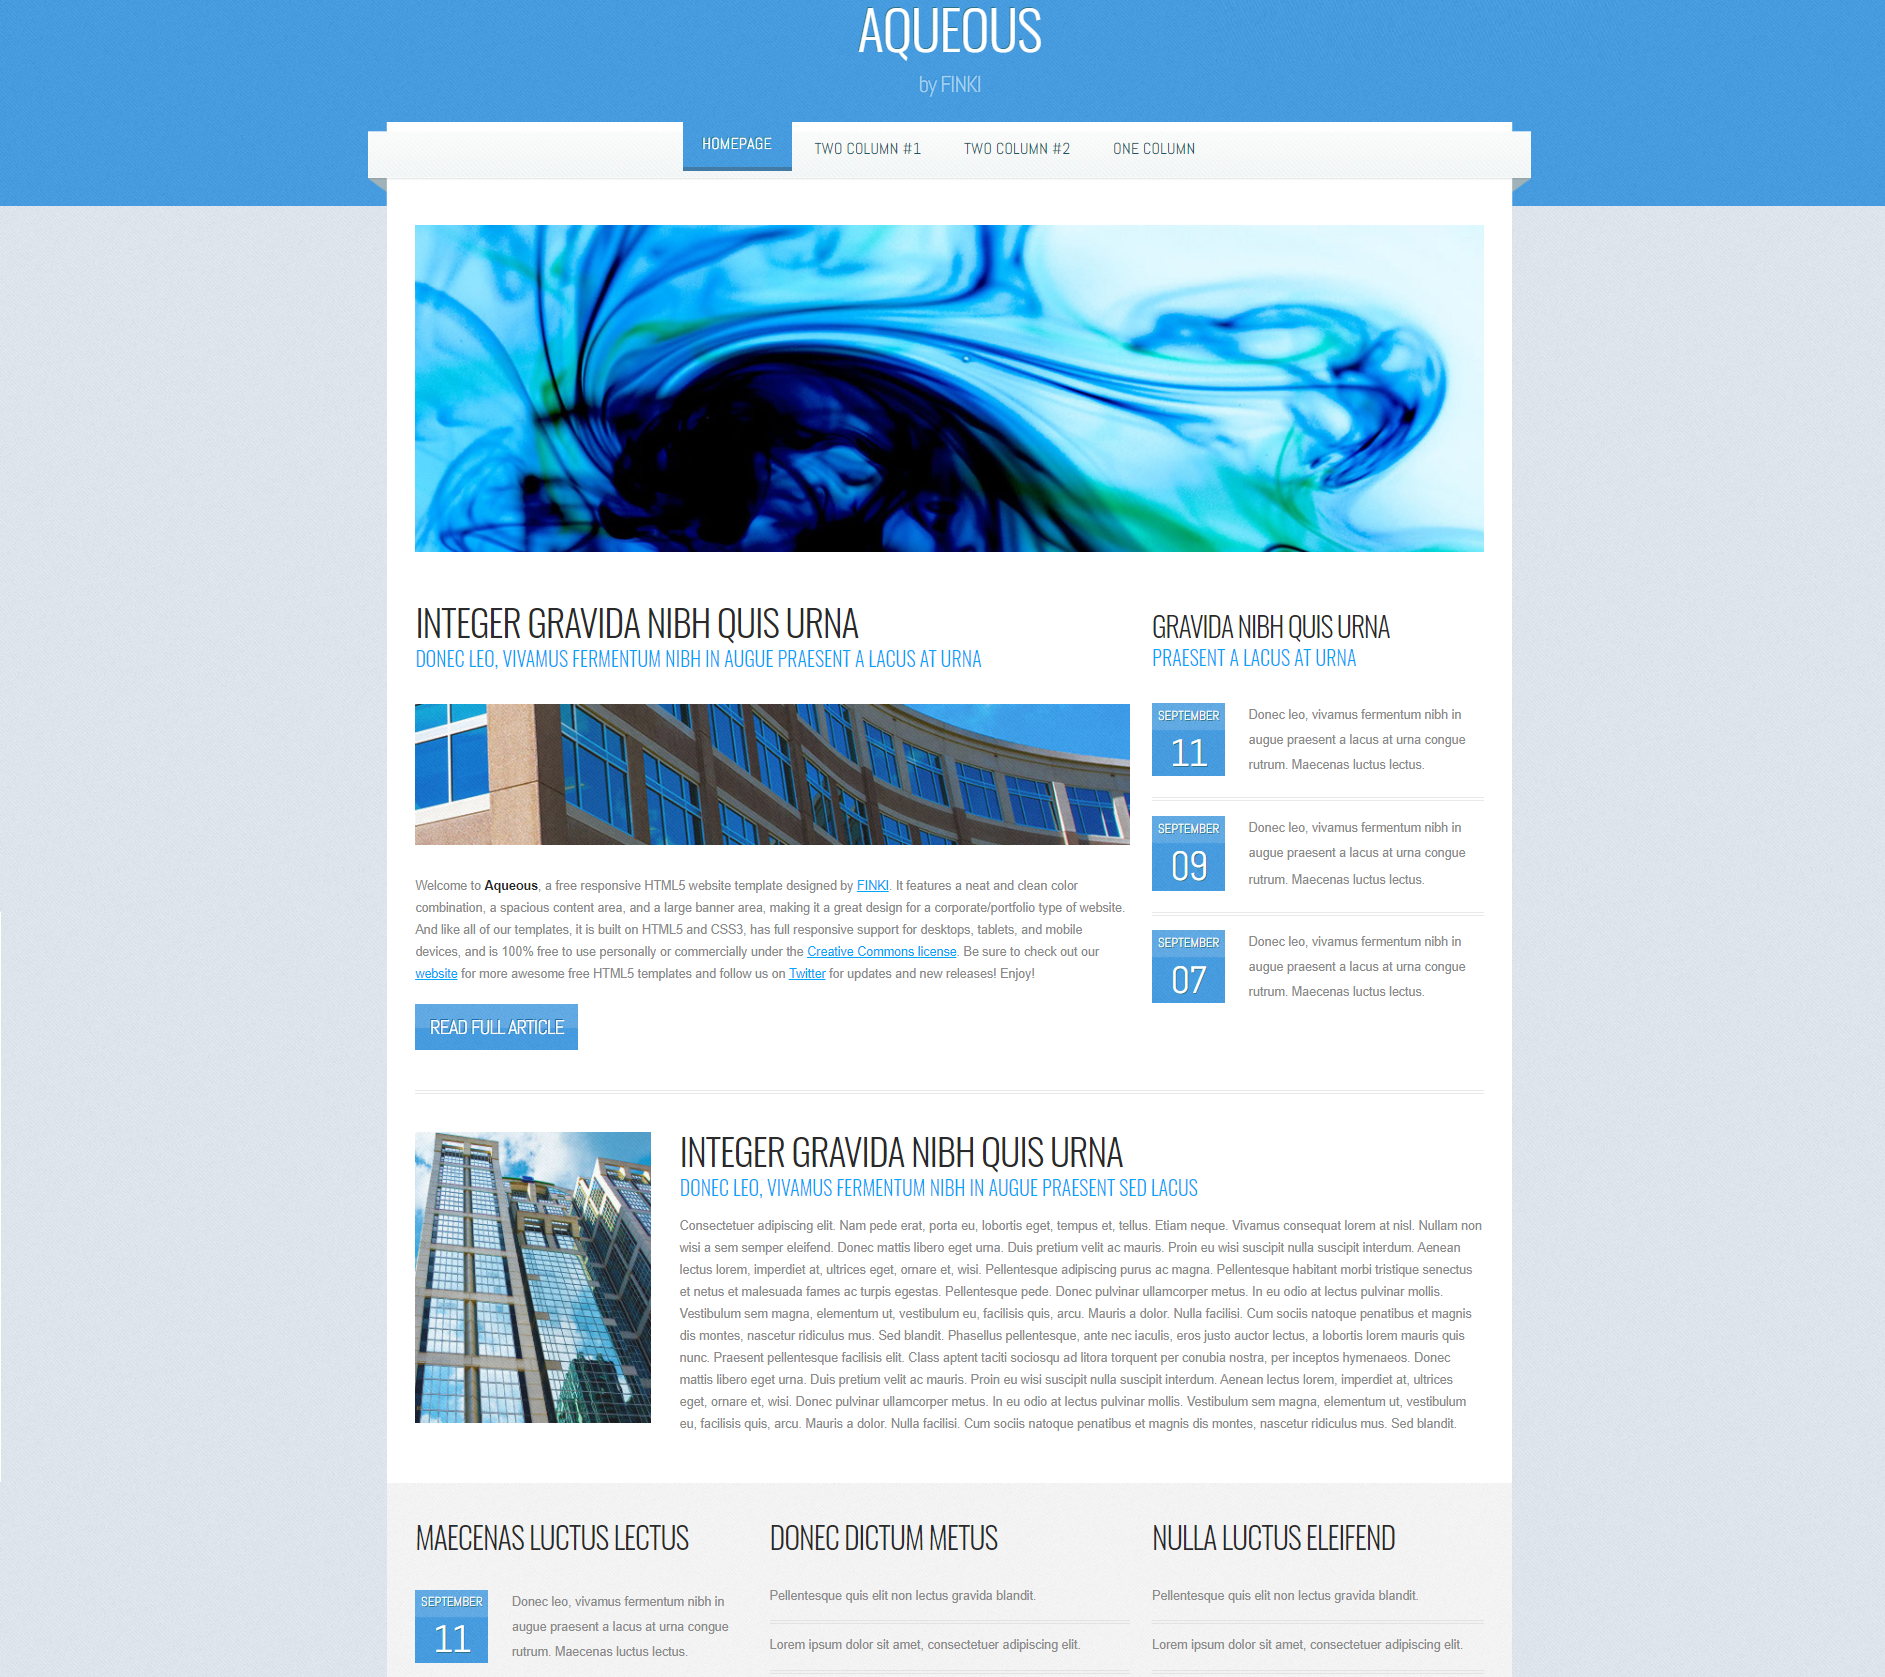 AQUEOUS
by FINKI
HOMEPAGE
TWO COLUMN #1
TWO COLUMN #2
ONE COLUMN
INTEGER GRAVIDA NIBH QUIS URNA
DONEC LEO, VIVAMUS FERMENTUM NIBH IN AUGUE PRAESENT A LACUS AT URNA
Welcome to Aqueous, a free responsive HTML5 website template designed by FINKI. It features a neat and clean color
combination, a spacious content area, and a large banner area, making it a great design for a corporate/portfolio type of website.
And like all of our templates, it is built on HTML5 and CSS3, has full responsive support for desktops, tablets, and mobile
devices, and is 100% free to use personally or commercially under the Creative Commons license. Be sure to check out our
website for more awesome free HTML5 templates and follow us on Twitter for updates and new releases! Enjoy!
READ FULL ARTICLE
GRAVIDA NIBH QUIS URNA
PRAESENT A LACUS AT URNA
SEPTEMBER
11
Donec leo, vivamus fermentum nibh in
augue praesent a lacus at urna congue
rutrum. Maecenas luctus lectus.
SEPTEMBER
09
Donec leo, vivamus fermentum nibh in
augue praesent a lacus at urna congue
rutrum. Maecenas luctus lectus.
SEPTEMBER
07
Donec leo, vivamus fermentum nibh in
augue praesent a lacus at urna congue
rutrum. Maecenas luctus lectus.
INTEGER GRAVIDA NIBH QUIS URNA
DONEC LEO, VIVAMUS FERMENTUM NIBH IN AUGUE PRAESENT SED LACUS
Consectetuer adipiscing elit. Nam pede erat, porta eu, lobortis eget, tempus et, tellus. Etiam neque. Vivamus consequat lorem at nisl. Nullam non
wisi a sem semper eleifend. Donec mattis libero eget urna. Duis pretium velit ac mauris. Proin eu wisi suscipit nulla suscipit interdum. Aenean
lectus lorem, imperdiet at, ultrices eget, ornare et, wisi. Pellentesque adipiscing purus ac magna. Pellentesque habitant morbi tristique senectus
et netus et malesuada fames ac turpis egestas. Pellentesque pede. Donec pulvinar ullamcorper metus. In eu odio at lectus pulvinar mollis.
Vestibulum sem magna, elementum ut, vestibulum eu, facilisis quis, arcu. Mauris a dolor. Nulla facilisi. Cum sociis natoque penatibus et magnis
dis montes, nascetur ridiculus mus. Sed blandit. Phasellus pellentesque, ante nec iaculis, eros justo auctor lectus, a lobortis lorem mauris quis
nunc. Praesent pellentesque facilisis elit. Class aptent taciti sociosqu ad litora torquent per conubia nostra, per inceptos hymenaeos. Donec
mattis libero eget urna. Duis pretium velit ac mauris. Proin eu wisi suscipit nulla suscipit interdum. Aenean lectus lorem, imperdiet at, ultrices
eget, ornare et, wisi. Donec pulvinar ullamcorper metus. In eu odio at lectus pulvinar mollis. Vestibulum sem magna, elementum ut, vestibulum
eu, facilisis quis, arcu. Mauris a dolor. Nulla facilisi. Cum sociis natoque penatibus et magnis dis montes, nascetur ridiculus mus. Sed blandit.
MAECENAS LUCTUS LECTUS
SEPTEMBER
11
Donec leo, vivamus fermentum nibh in
augue praesent a lacus at urna congue
rutrum. Maecenas luctus lectus.
DONEC DICTUM METUS
Pellentesque quis elit non lectus gravida blandit.
Lorem ipsum dolor sit amet, consectetuer adipiscing elit.
NULLA LUCTUS ELEIFEND
Pellentesque quis elit non lectus gravida blandit.
Lorem ipsum dolor sit amet, consectetuer adipiscing elit.